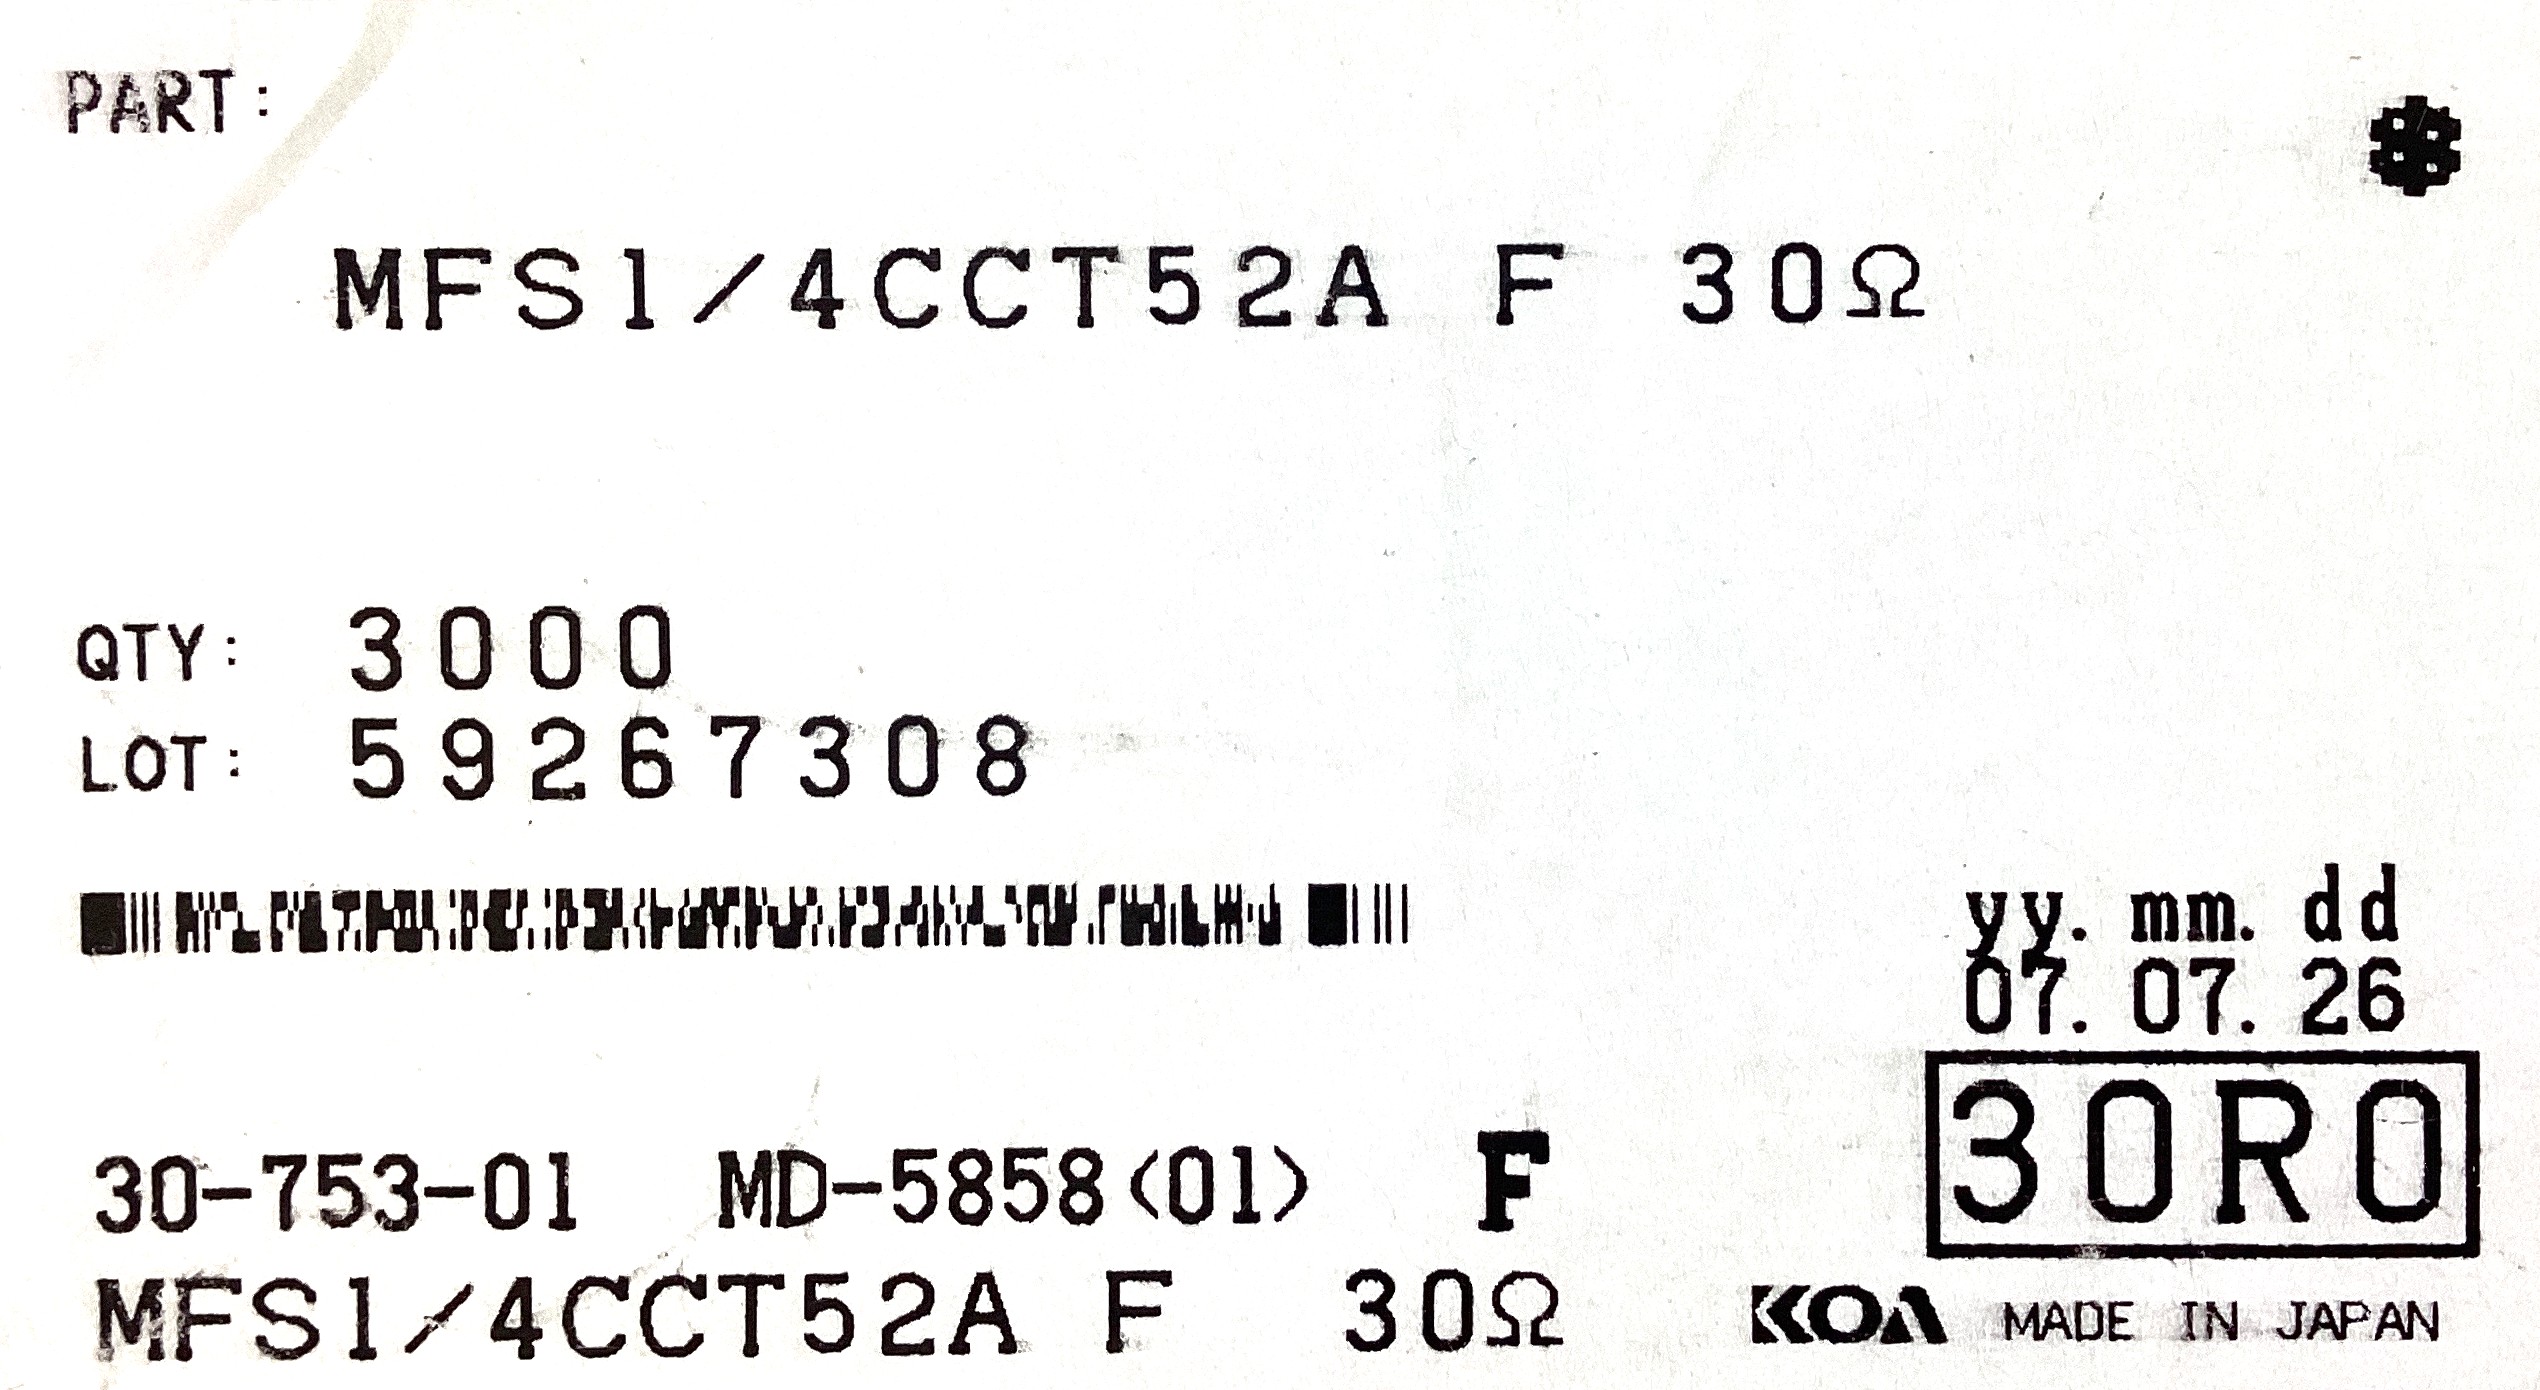 PART:
MFS1/4CCT52A F 30Ω
QTY: 3000
LOT: 59267308
yy. mm. dd
07. 07. 26
30R0
30-753-01 MD-5858(01) F
MFS1/4CCT52A F 30Ω
KOA MADE IN JAPAN